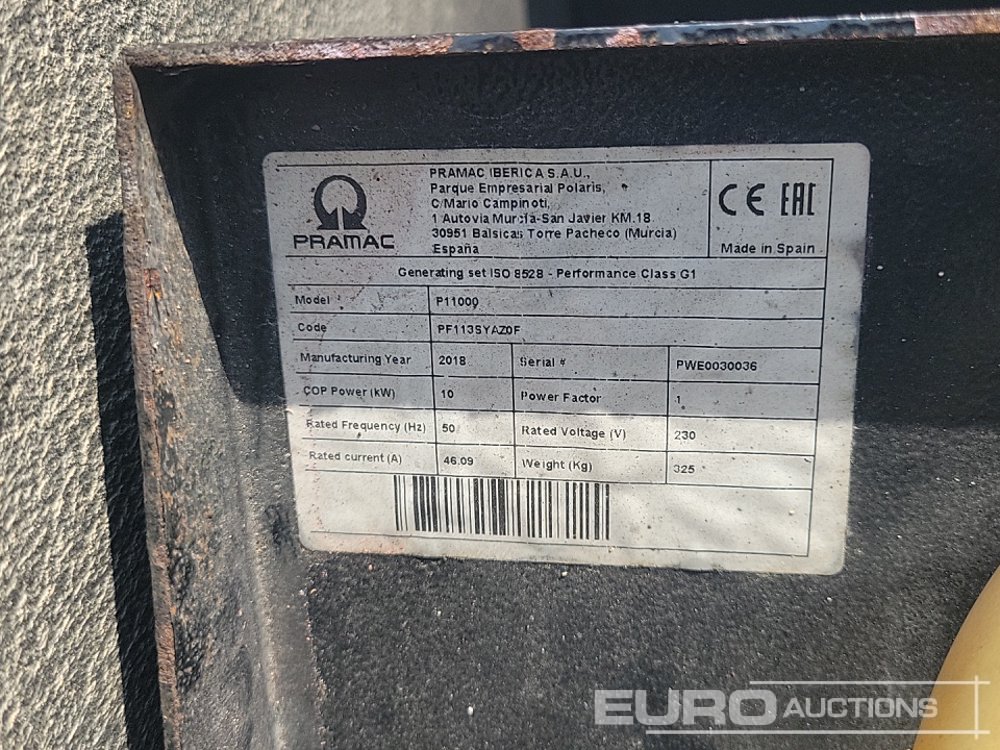 PRAMAC
PRAMAC IBERICA S.A.U.,
Parque Empresarial Polaris,
C/Mario Campinoti,
1 Autovia Murcia-San Javier KM.18
30951 Balsicas Torre Pacheco (Murcia)
España
CE EAC
Made in Spain
Generating set ISO 8528 - Performance Class G1
Model P11000
Code PF113SYAZ0F
Manufacturing Year 2018 Serial # PWE0030036
COP Power (kW) 10 Power Factor 1
Rated Frequency (Hz) 50 Rated Voltage (V) 230
Rated current (A) 46.09 Weight (Kg) 325
EURO AUCTIONS